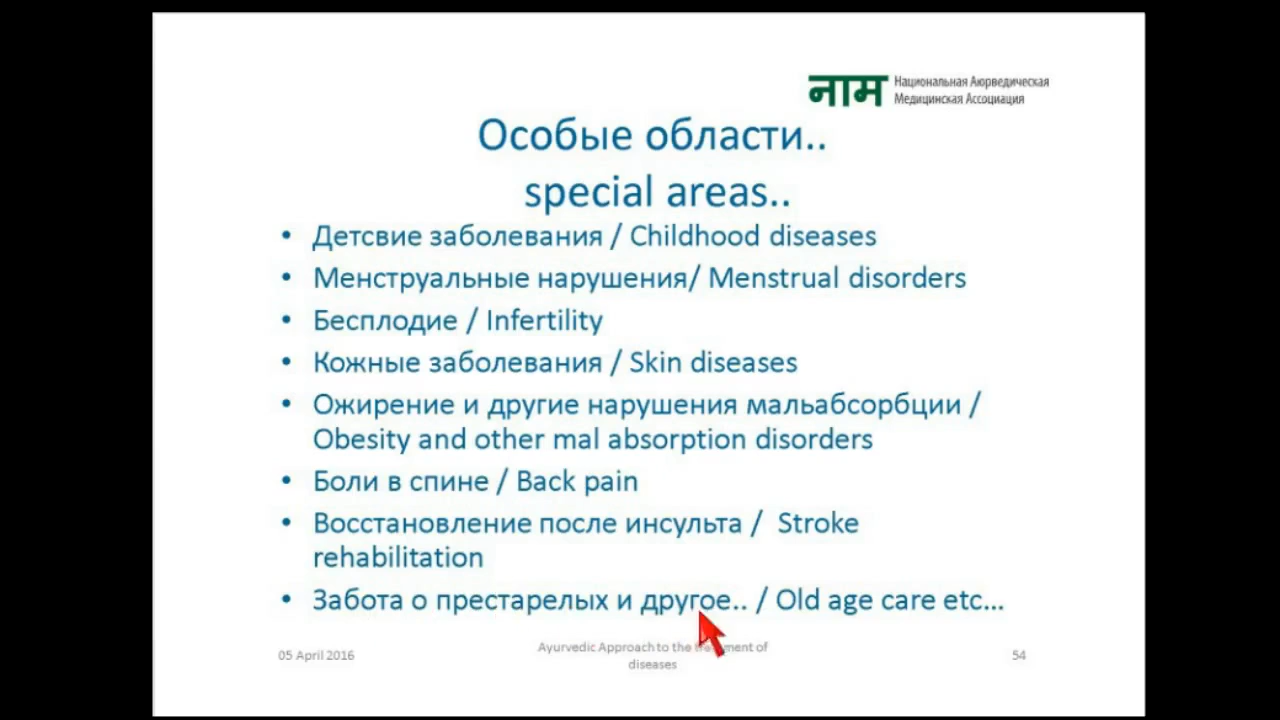 नाम Национальная Аюрведическая
Медицинская Ассоциация
Особые области..
special areas..
• Детсвие заболевания / Childhood diseases
• Менструальные нарушения/ Menstrual disorders
• Бесплодие / Infertility
• Кожные заболевания / Skin diseases
• Ожирение и другие нарушения мальабсорбции /
Obesity and other mal absorption disorders
• Боли в спине / Back pain
• Восстановление после инсульта / Stroke
rehabilitation
• Забота о престарелых и другое.. / Old age care etc...
05 April 2016
Ayurvedic Approach to the treatment of
diseases
54